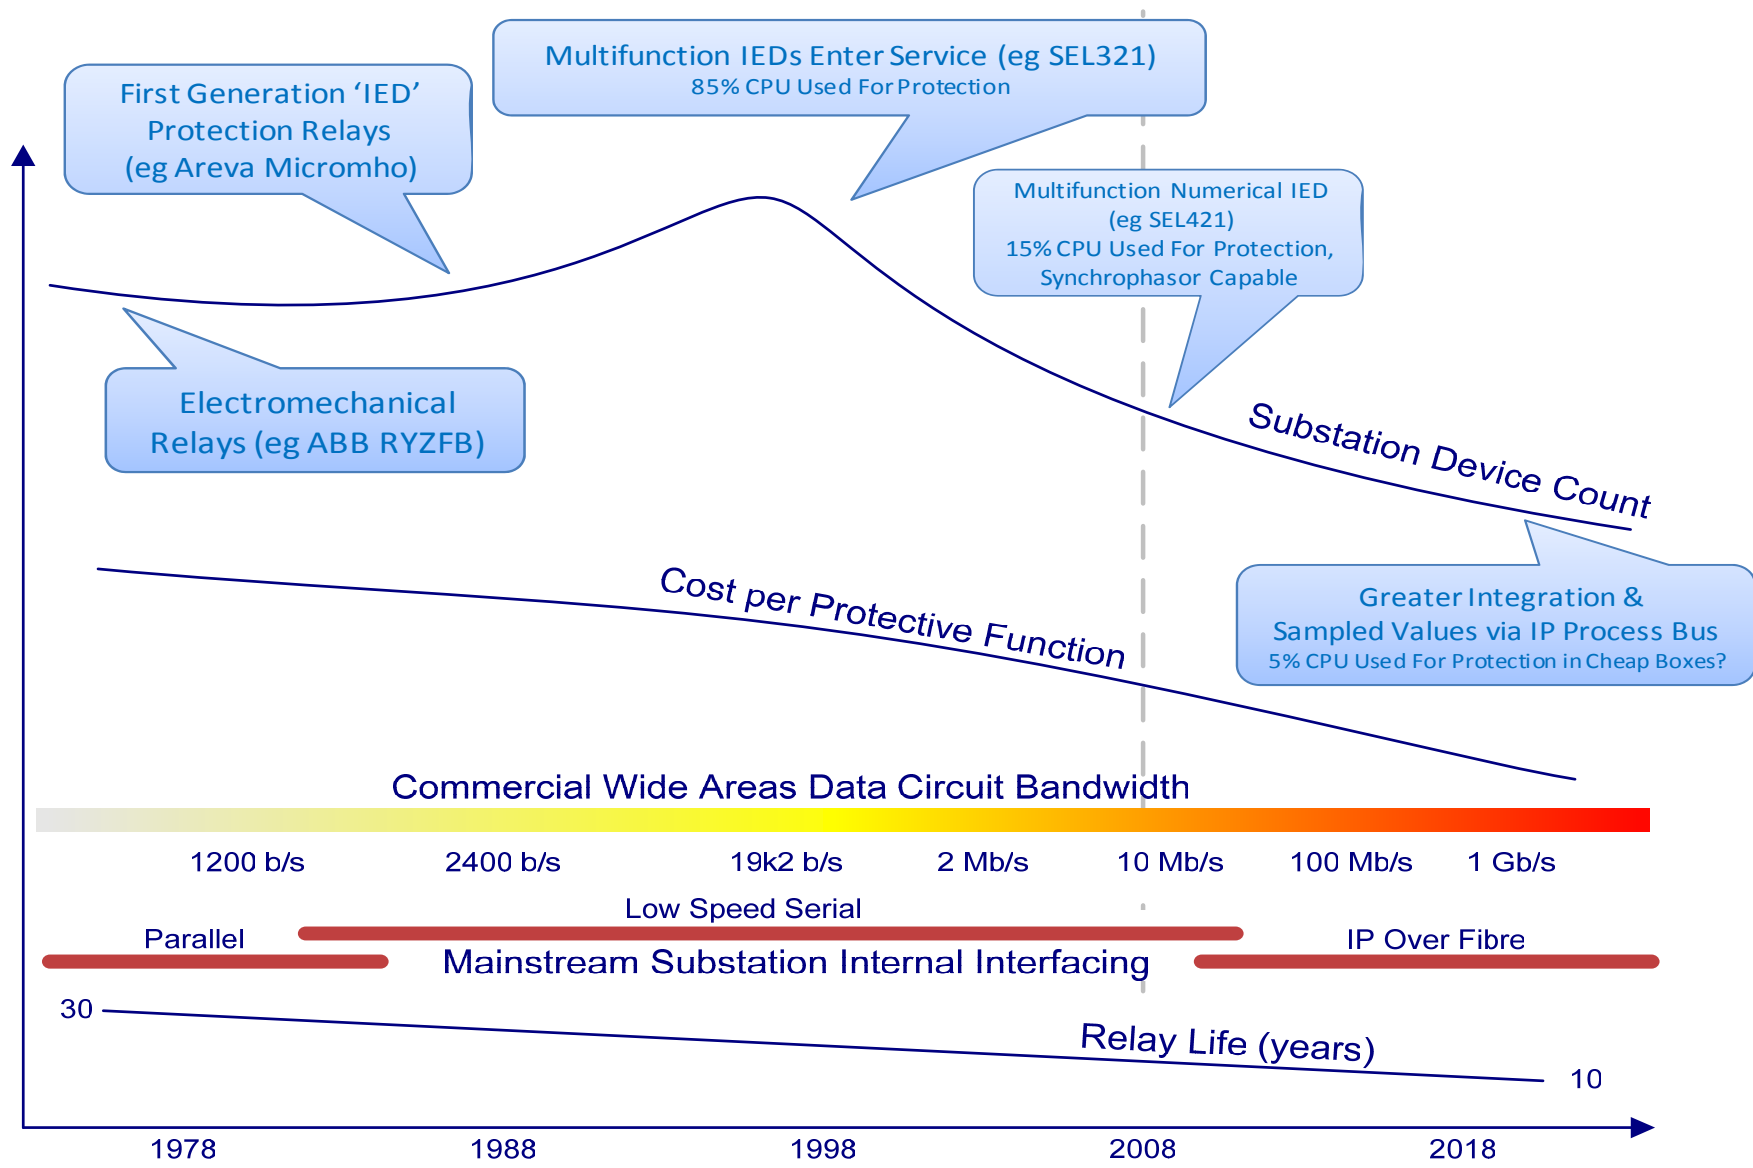 Multifunction IEDs Enter Service (eg SEL321)
85% CPU Used For Protection
First Generation ‘IED’
Protection Relays
(eg Areva Micromho)
Multifunction Numerical IED
(eg SEL421)
15% CPU Used For Protection,
Synchrophasor Capable
Electromechanical
Relays (eg ABB RYZFB)
Substation Device Count
Cost per Protective Function
Greater Integration &
Sampled Values via IP Process Bus
5% CPU Used For Protection in Cheap Boxes?
Commercial Wide Areas Data Circuit Bandwidth
1200 b/s 2400 b/s 19k2 b/s 2 Mb/s 10 Mb/s 100 Mb/s 1 Gb/s
Low Speed Serial
Parallel IP Over Fibre
Mainstream Substation Internal Interfacing
30
Relay Life (years)
10
1978 1988 1998 2008 2018